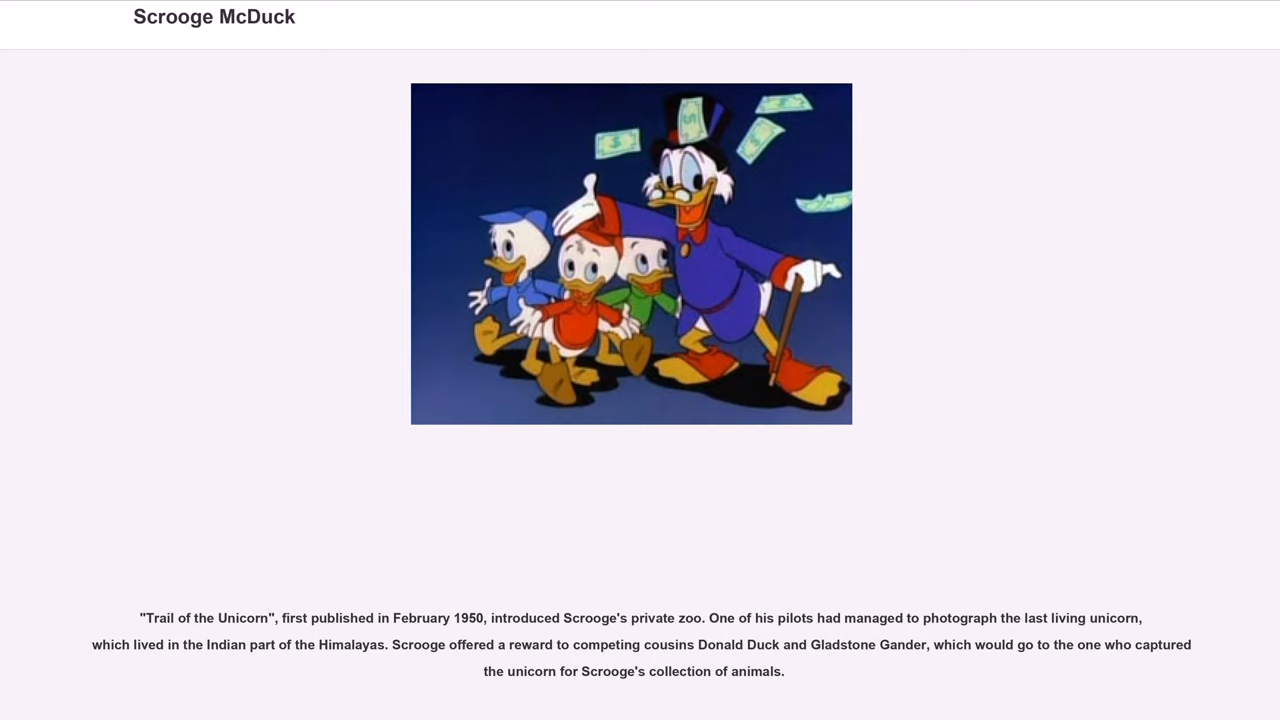 Scrooge McDuck
"Trail of the Unicorn", first published in February 1950, introduced Scrooge's private zoo. One of his pilots had managed to photograph the last living unicorn,
which lived in the Indian part of the Himalayas. Scrooge offered a reward to competing cousins Donald Duck and Gladstone Gander, which would go to the one who captured
the unicorn for Scrooge's collection of animals.